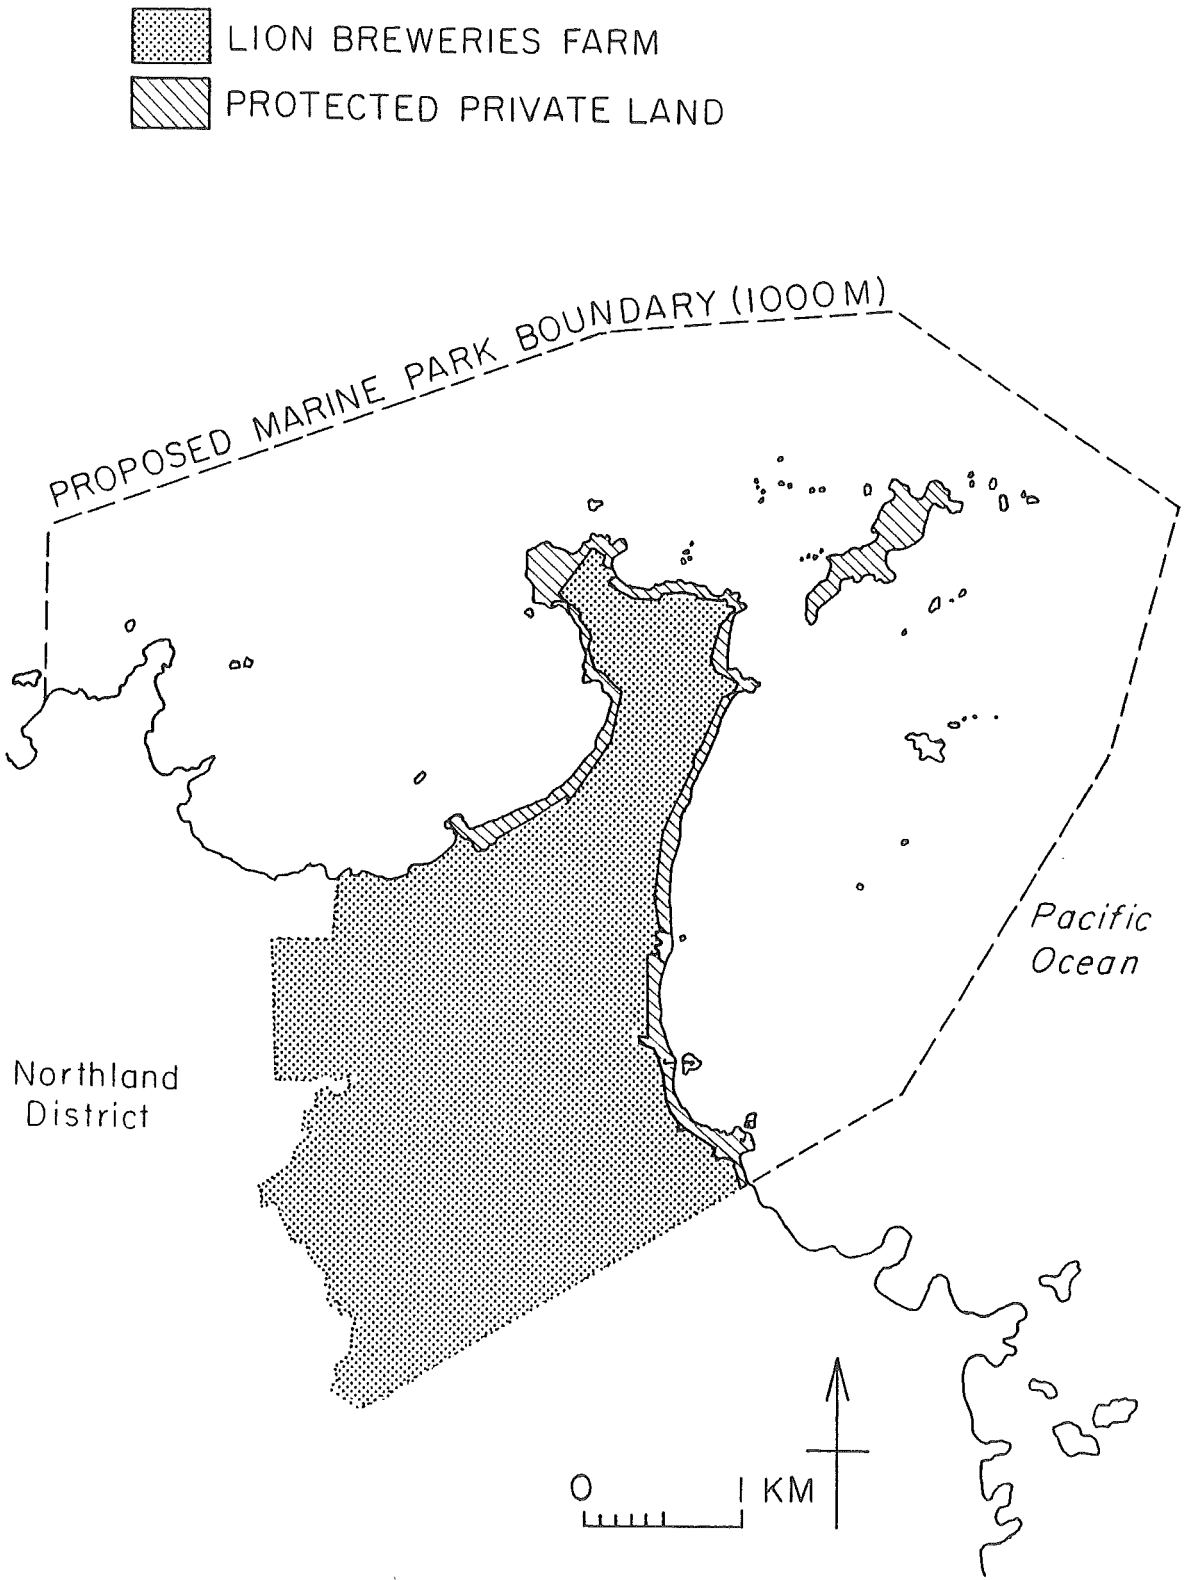 LION BREWERIES FARM
PROTECTED PRIVATE LAND
PROPOSED MARINE PARK BOUNDARY (1000M)
Pacific
Ocean
Northland
District
0 1 KM